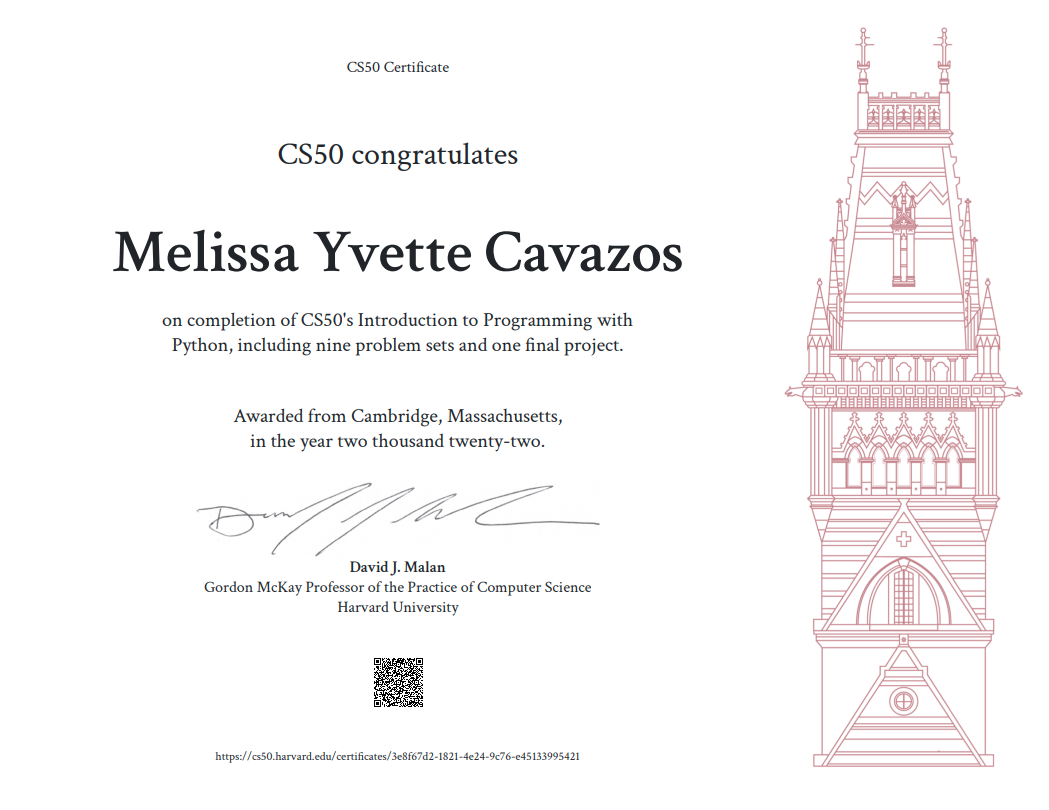 CS50 Certificate
CS50 congratulates
Melissa Yvette Cavazos
on completion of CS50's Introduction to Programming with
Python, including nine problem sets and one final project.
Awarded from Cambridge, Massachusetts,
in the year two thousand twenty-two.
David J. Malan
Gordon McKay Professor of the Practice of Computer Science
Harvard University
https://cs50.harvard.edu/certificates/3e8f67d2-1821-4e24-9c76-e45133995421